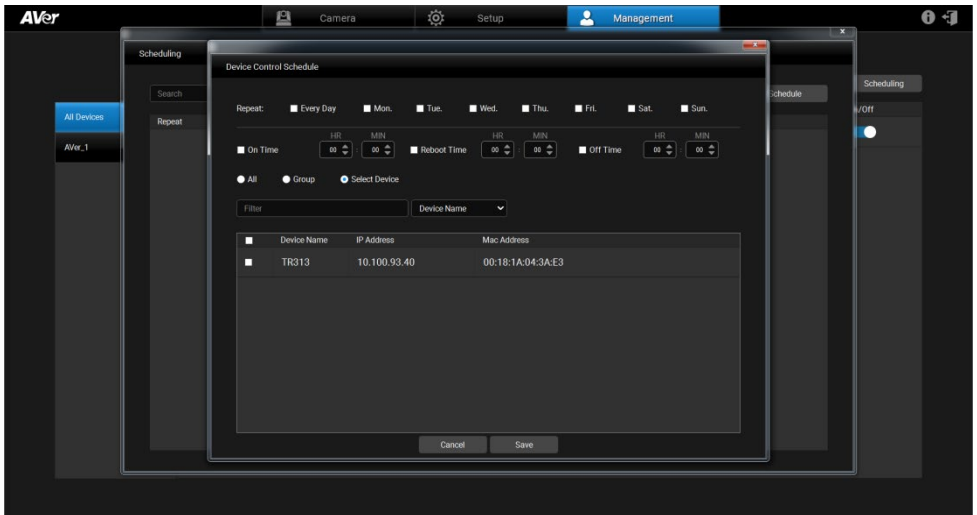 AVer
Camera
Setup
Management
x
Scheduling
Device Control Schedule
Search
Schedule
Scheduling
Repeat
/Off
All Devices
AVer_1
Repeat: Every Day Mon. Tue. Wed. Thu. Fri. Sat. Sun.
HR MIN HR MIN HR MIN
On Time 00 : 00 Reboot Time 00 : 00 Off Time 00 : 00
All Group Select Device
Filter Device Name
Device Name IP Address Mac Address
TR313 10.100.93.40 00:18:1A:04:3A:E3
Cancel Save